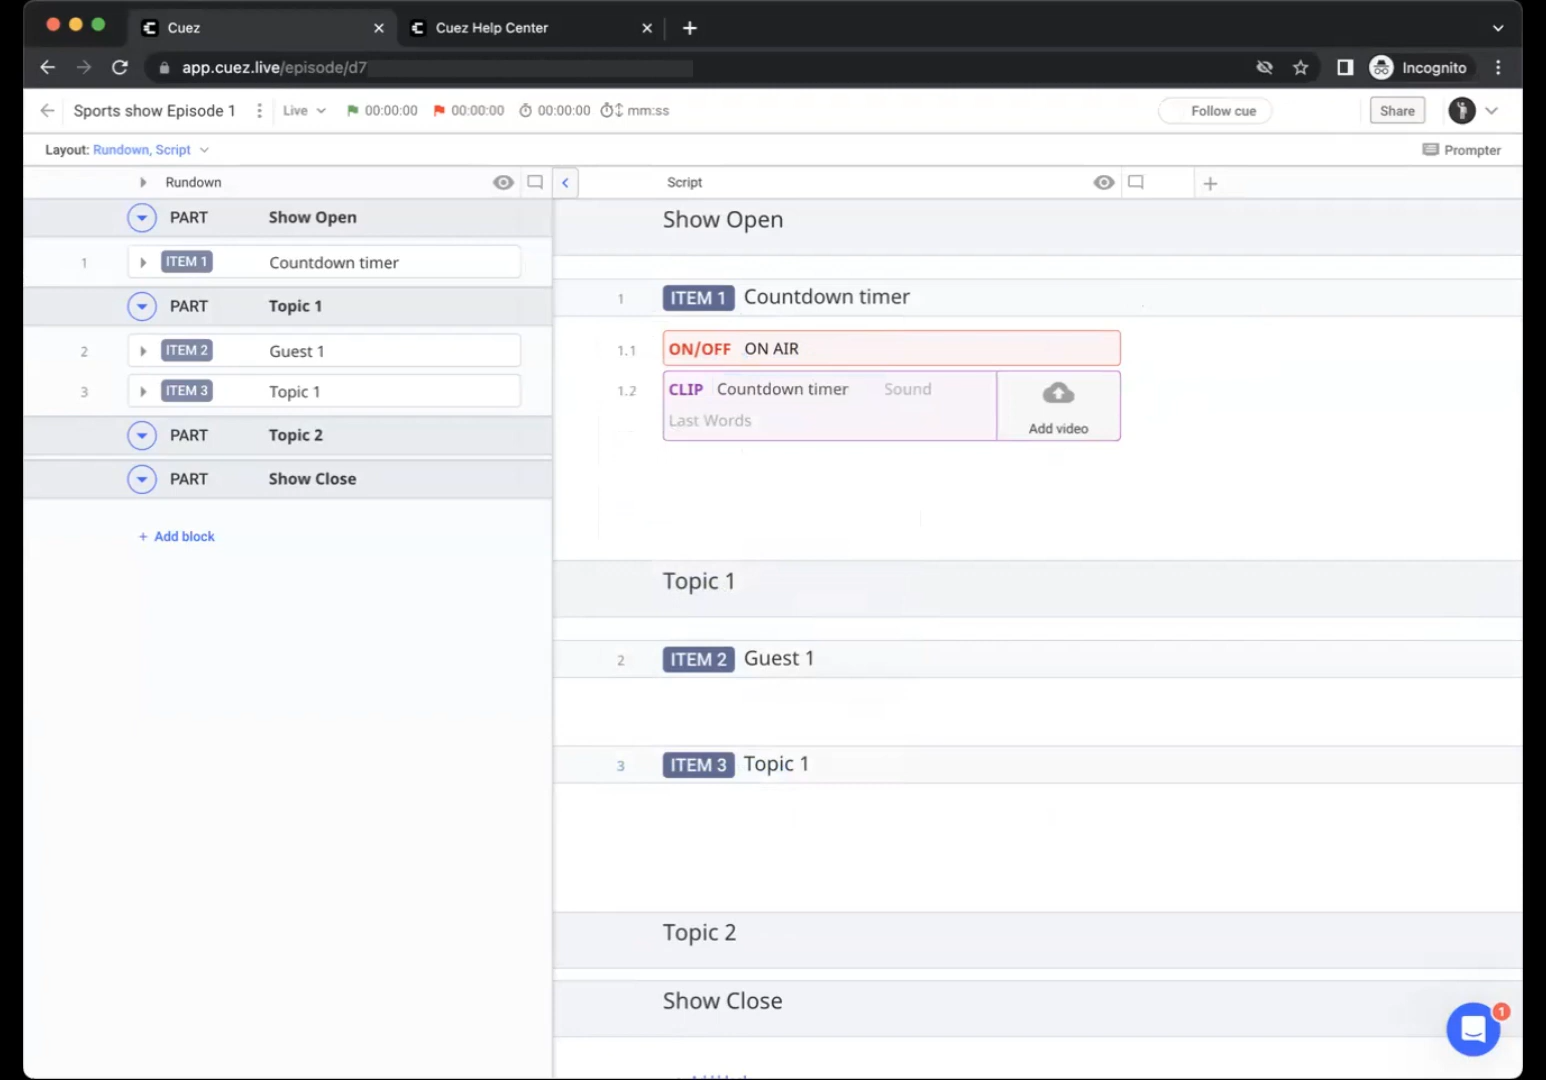 Cuez
Cuez Help Center
app.cuez.live/episode/d7
Incognito
Sports show Episode 1
Live
00:00:00
00:00:00
00:00:00
mm:ss
Follow cue
Share
Layout: Rundown, Script
Prompter
Rundown
PART Show Open
1 ITEM 1 Countdown timer
PART Topic 1
2 ITEM 2 Guest 1
3 ITEM 3 Topic 1
PART Topic 2
PART Show Close
+ Add block
Script
Show Open
1 ITEM 1 Countdown timer
1.1 ON/OFF ON AIR
1.2 CLIP Countdown timer Sound
Last Words
Add video
Topic 1
2 ITEM 2 Guest 1
3 ITEM 3 Topic 1
Topic 2
Show Close
1